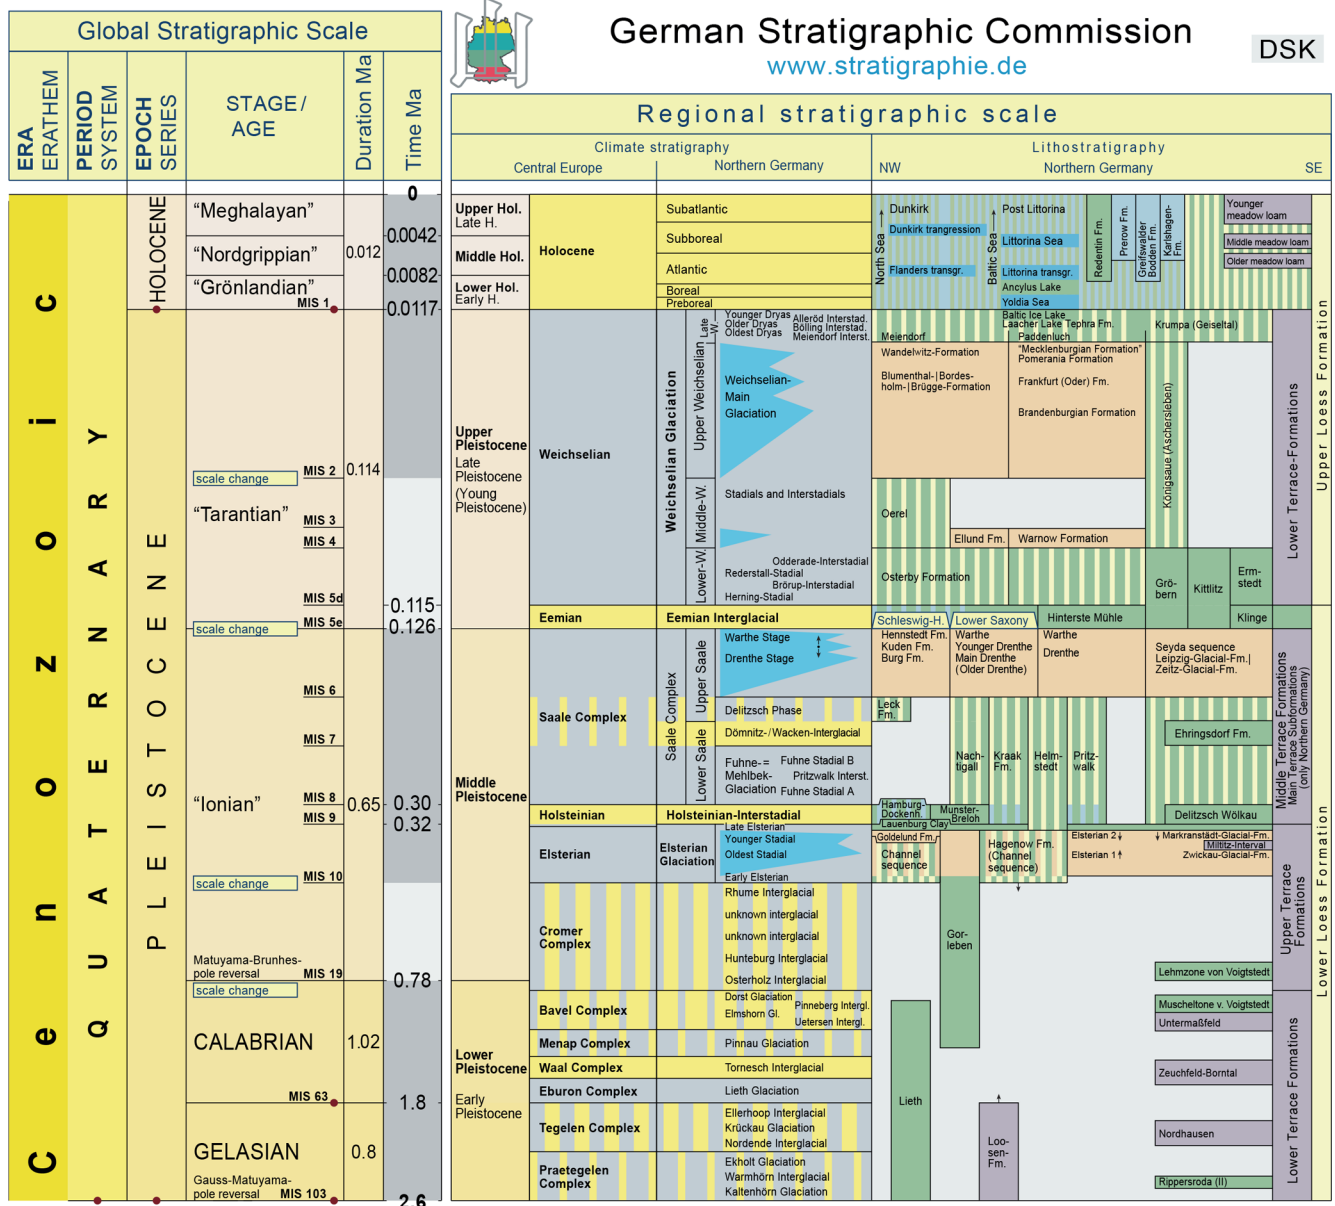 Global Stratigraphic Scale
ERA
ERATHEM
PERIOD
SYSTEM
EPOCH
SERIES
STAGE/
AGE
Duration Ma
Time Ma
German Stratigraphic Commission
www.stratigraphie.de
DSK
Regional stratigraphic scale
Climate stratigraphy
Lithostratigraphy
Central Europe
Northern Germany
NW
Northern Germany
SE
Cenozoic
QUATERNARY
HOLOCENE
PLEISTOCENE
"Meghalayan"
"Nordgrippian"
"Grönlandian"
MIS 1
scale change
MIS 2
"Tarantian"
MIS 3
MIS 4
MIS 5d
MIS 5e
scale change
MIS 6
MIS 7
"Ionian"
MIS 8
MIS 9
MIS 10
scale change
Matuyama-Brunhes-
pole reversal
MIS 19
scale change
CALABRIAN
MIS 63
GELASIAN
Gauss-Matuyama-
pole reversal
MIS 103
0.012
0.114
0.65
1.02
0.8
0
0.0042
0.0082
0.0117
0.115
0.126
0.30
0.32
0.78
1.8
2.6
Upper Hol.
Late H.
Middle Hol.
Lower Hol.
Early H.
Upper
Pleistocene
Late
Pleistocene
(Young
Pleistocene)
Middle
Pleistocene
Lower
Pleistocene
Early
Pleistocene
Holocene
Weichselian
Eemian
Saale Complex
Holsteinian
Elsterian
Cromer
Complex
Bavel Complex
Menap Complex
Waal Complex
Eburon Complex
Tegelen Complex
Praetegelen
Complex
Subatlantic
Subboreal
Atlantic
Boreal
Preboreal
Weichselian Glaciation
Late
W.
Younger Dryas
Older Dryas
Oldest Dryas
Alleröd Interstad.
Bölling Interstad.
Meiendorf Interst.
Upper Weichselian
Weichselian-
Main
Glaciation
Middle-W.
Stadials and Interstadials
Lower-W.
Odderade-Interstadial
Rederstall-Stadial
Brörup-Interstadial
Herning-Stadial
Eemian Interglacial
Saale Complex
Upper Saale
Warthe Stage
Drenthe Stage
Delitzsch Phase
Lower Saale
Dömnitz-/Wacken-Interglacial
Fuhne-=
Mehlbek-
Glaciation
Fuhne Stadial B
Pritzwalk Interst.
Fuhne Stadial A
Holsteinian-Interstadial
Elsterian
Glaciation
Late Elsterian
Younger Stadial
Oldest Stadial
Early Elsterian
Rhume Interglacial
unknown interglacial
unknown interglacial
Hunteburg Interglacial
Osterholz Interglacial
Dorst Glaciation
Elmshorn Gl.
Pinneberg Intergl.
Uetersen Intergl.
Pinnau Glaciation
Tornesch Interglacial
Lieth Glaciation
Ellerhoop Interglacial
Krückau Glaciation
Nordende Interglacial
Ekholt Glaciation
Warmhörn Interglacial
Kaltenhörn Glaciation
North Sea
Dunkirk
Dunkirk trangression
Flanders transgr.
Baltic Sea
Post Littorina
Littorina Sea
Littorina transgr.
Ancylus Lake
Yoldia Sea
Baltic Ice Lake
Redentin Fm.
Prerow Fm.
Greifswalder
Bodden Fm.
Karlshagen-
Fm.
Younger
meadow loam
Middle meadow loam
Older meadow loam
Laacher Lake Tephra Fm.
Krumpa (Geiseltal)
Meiendorf
Paddenluch
Wandelwitz-Formation
Blumenthal-|Bordes-
holm-|Brügge-Formation
"Mecklenburgian Formation"
Pomerania Formation
Frankfurt (Oder) Fm.
Brandenburgian Formation
Königsaue (Aschersleben)
Oerel
Ellund Fm.
Warnow Formation
Osterby Formation
Grö-
bern
Kittlitz
Erm-
stedt
Klinge
Schleswig-H.
Lower Saxony
Hinterste Mühle
Hennstedt Fm.
Kuden Fm.
Burg Fm.
Warthe
Younger Drenthe
Main Drenthe
(Older Drenthe)
Warthe
Drenthe
Seyda sequence
Leipzig-Glacial-Fm.|
Zeitz-Glacial-Fm.
Leck
Fm.
Nach-
tigall
Kraak
Fm.
Helm-
stedt
Pritz-
walk
Ehringsdorf Fm.
Hamburg-
Dockenh.
Munster-
Breloh
Lauenburg Clay
Delitzsch Wölkau
Goldelund Fm.
Channel
sequence
Hagenow Fm.
(Channel
sequence)
Elsterian 2
Elsterian 1
Markranstädt-Glacial-Fm.
Miltitz-Interval
Zwickau-Glacial-Fm.
Gor-
leben
Lehmzone von Voigtstedt
Muscheltone v. Voigtstedt
Untermaßfeld
Zeuchfeld-Borntal
Lieth
Loo-
sen-
Fm.
Nordhausen
Rippersroda (II)
Lower Terrace-Formations
Middle Terrace Formations
Main Terrace Subformations
(only Northern Germany)
Upper Terrace
Formations
Lower Terrace Formations
Upper Loess Formation
Lower Loess Formation